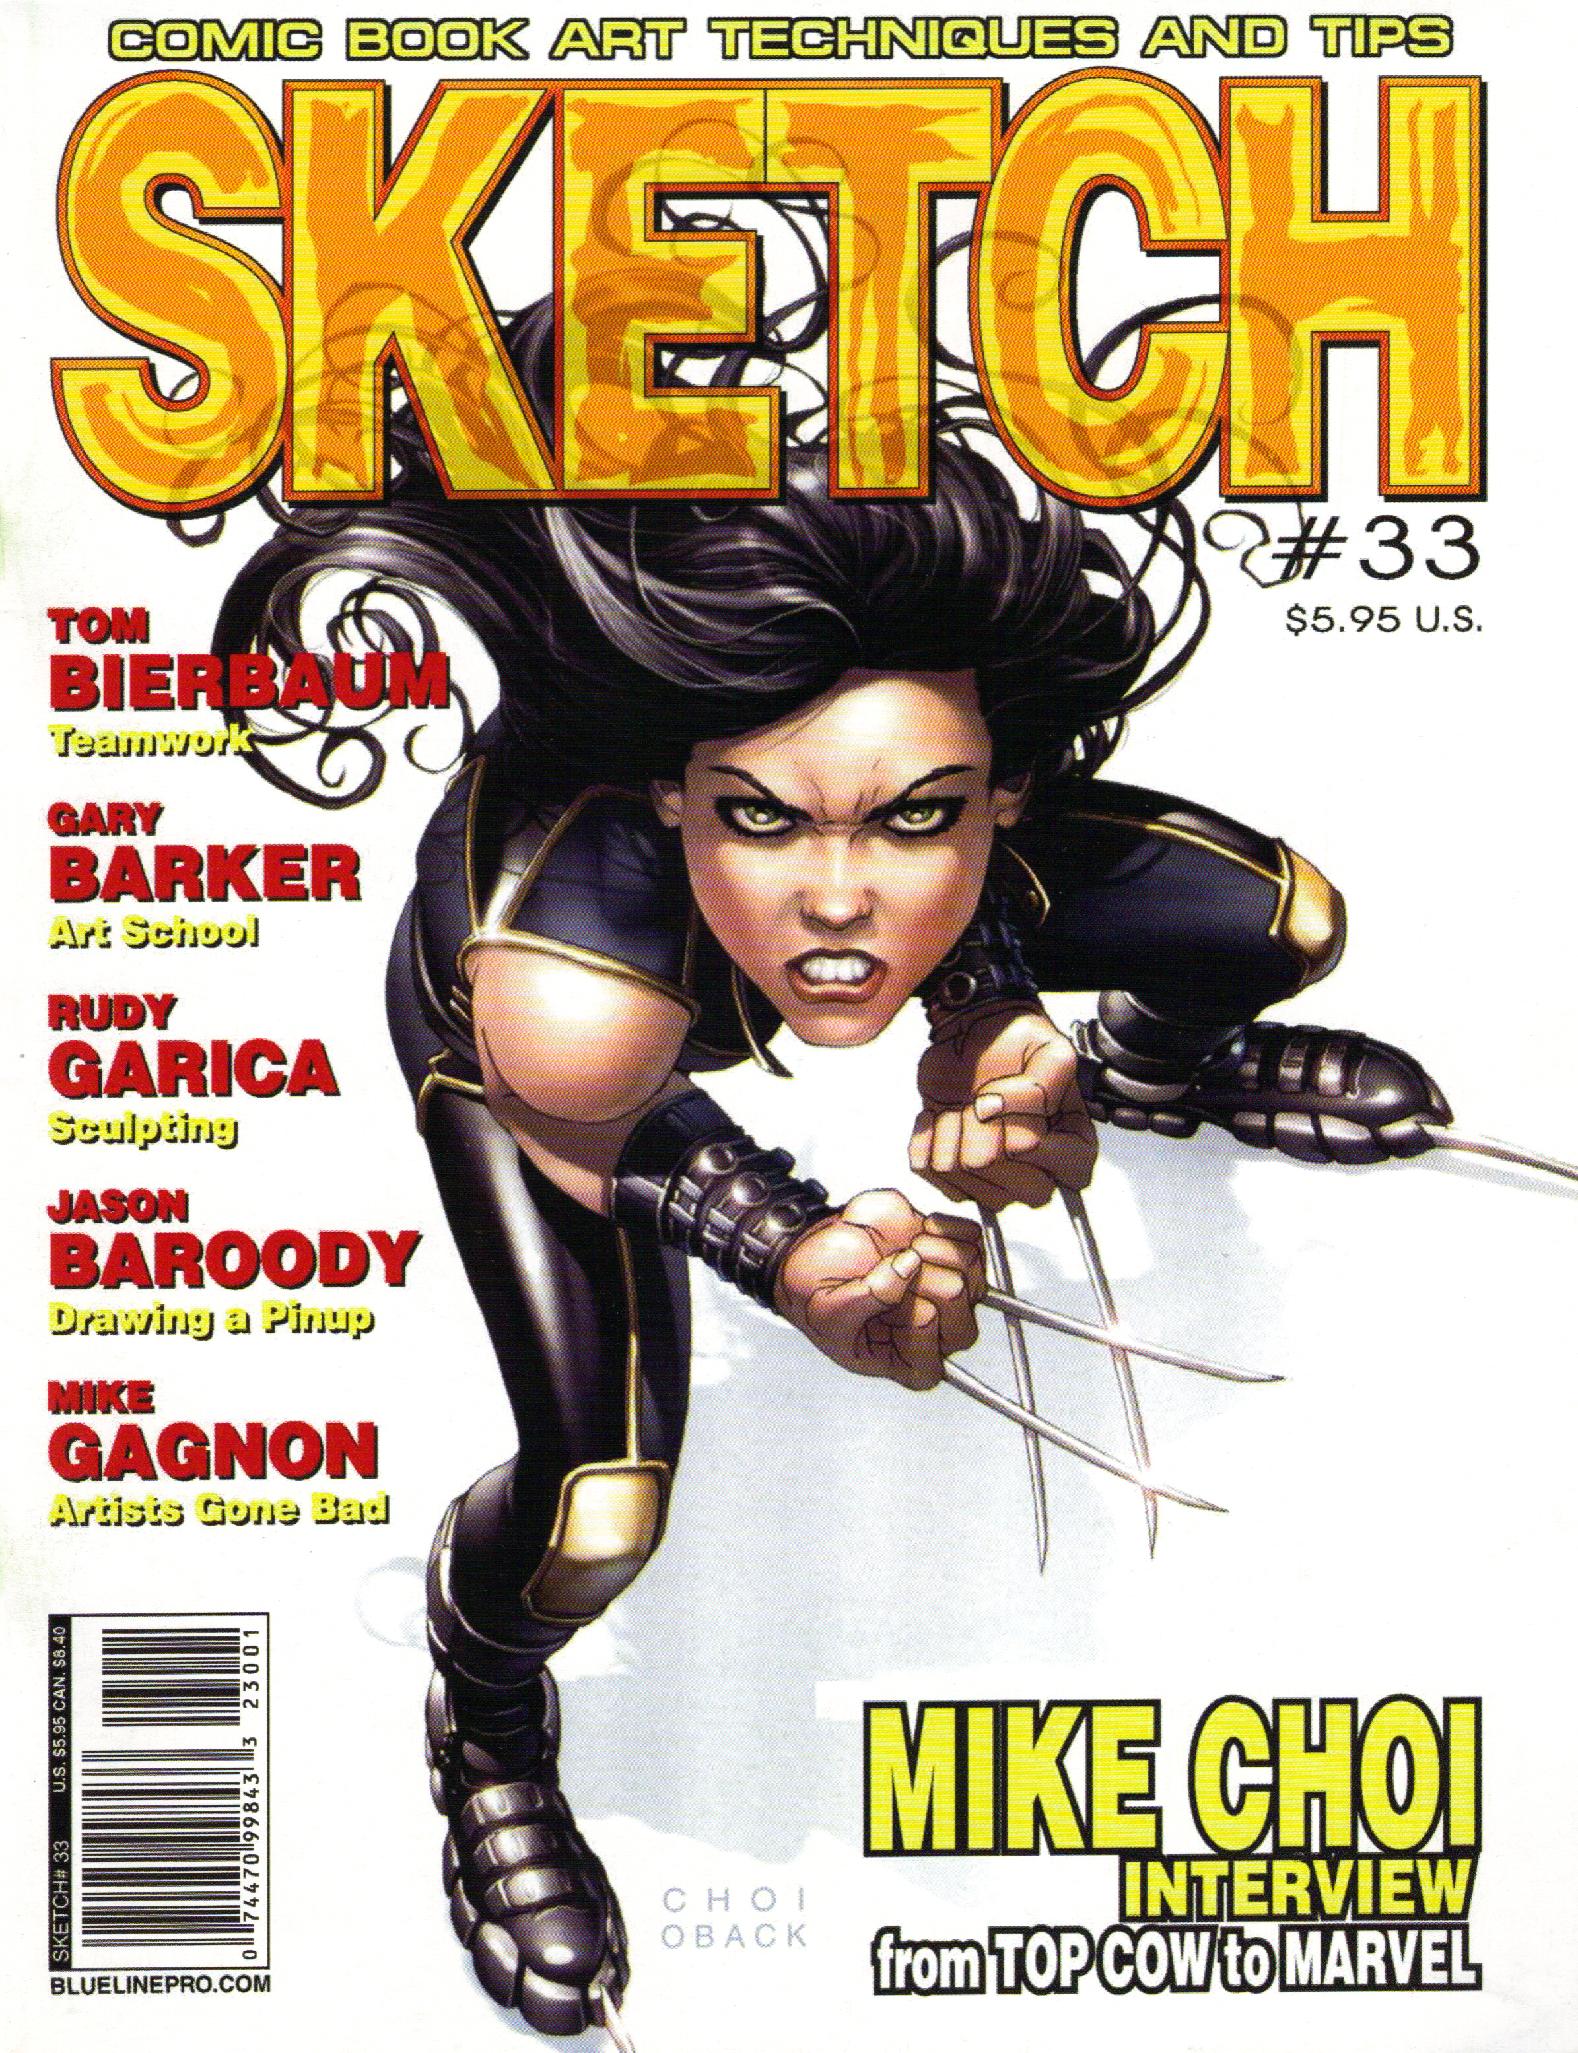 COMIC BOOK ART TECHNIQUES AND TIPS
SKETCH
#33
$5.95 U.S.
TOM
BIERBAUM
Teamwork
GARY
BARKER
Art School
RUDY
GARICA
Sculpting
JASON
BAROODY
Drawing a Pinup
MIKE
GAGNON
Artists Gone Bad
SKETCH# 33 U.S. $5.95 CAN. $8.40
0 74470 99843 3 23001
BLUELINEPRO.COM
CHOI
OBACK
MIKE CHOI
INTERVIEW
from TOP COW to MARVEL